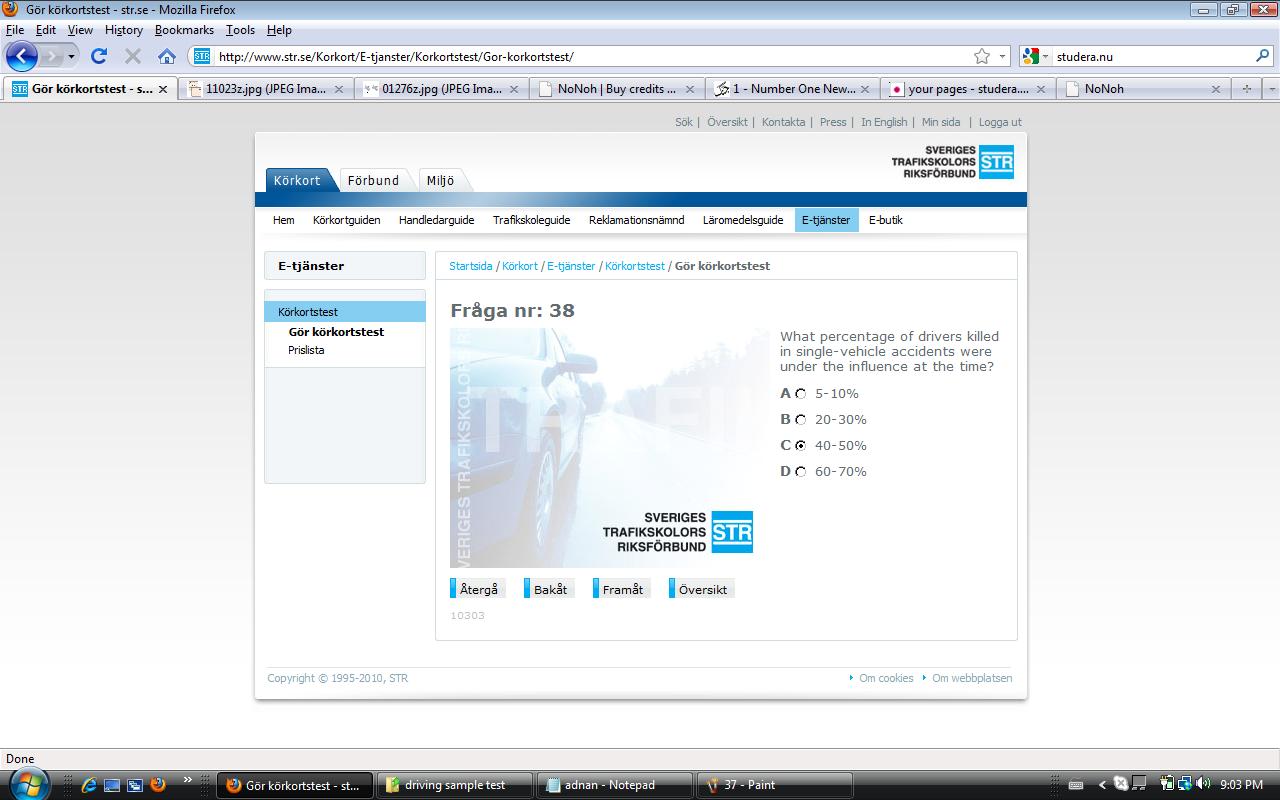 Gör körkortstest - str.se - Mozilla Firefox
File Edit View History Bookmarks Tools Help
STR http://www.str.se/Korkort/E-tjanster/Korkortstest/Gor-korkortstest/ studera.nu
STR Gör körkortstest - s... 11023z.jpg (JPEG Ima... 01276z.jpg (JPEG Ima... NoNoh | Buy credits ... 1 - Number One New... your pages - studera.... NoNoh
Sök | Översikt | Kontakta | Press | In English | Min sida | Logga ut
SVERIGES
TRAFIKSKOLORS STR
RIKSFÖRBUND
Körkort Förbund Miljö
Hem Körkortguiden Handledarguide Trafikskoleguide Reklamationsnämnd Läromedelsguide E-tjänster E-butik
E-tjänster
Startsida / Körkort / E-tjänster / Körkortstest / Gör körkortstest
Körkortstest
Gör körkortstest
Prislista
Fråga nr: 38
What percentage of drivers killed
in single-vehicle accidents were
under the influence at the time?
A 5-10%
B 20-30%
C 40-50%
D 60-70%
SVERIGES
TRAFIKSKOLORS STR
RIKSFÖRBUND
Återgå Bakåt Framåt Översikt
10303
Copyright © 1995-2010, STR Om cookies Om webbplatsen
Done
Gör körkortstest - st... driving sample test adnan - Notepad 37 - Paint 9:03 PM